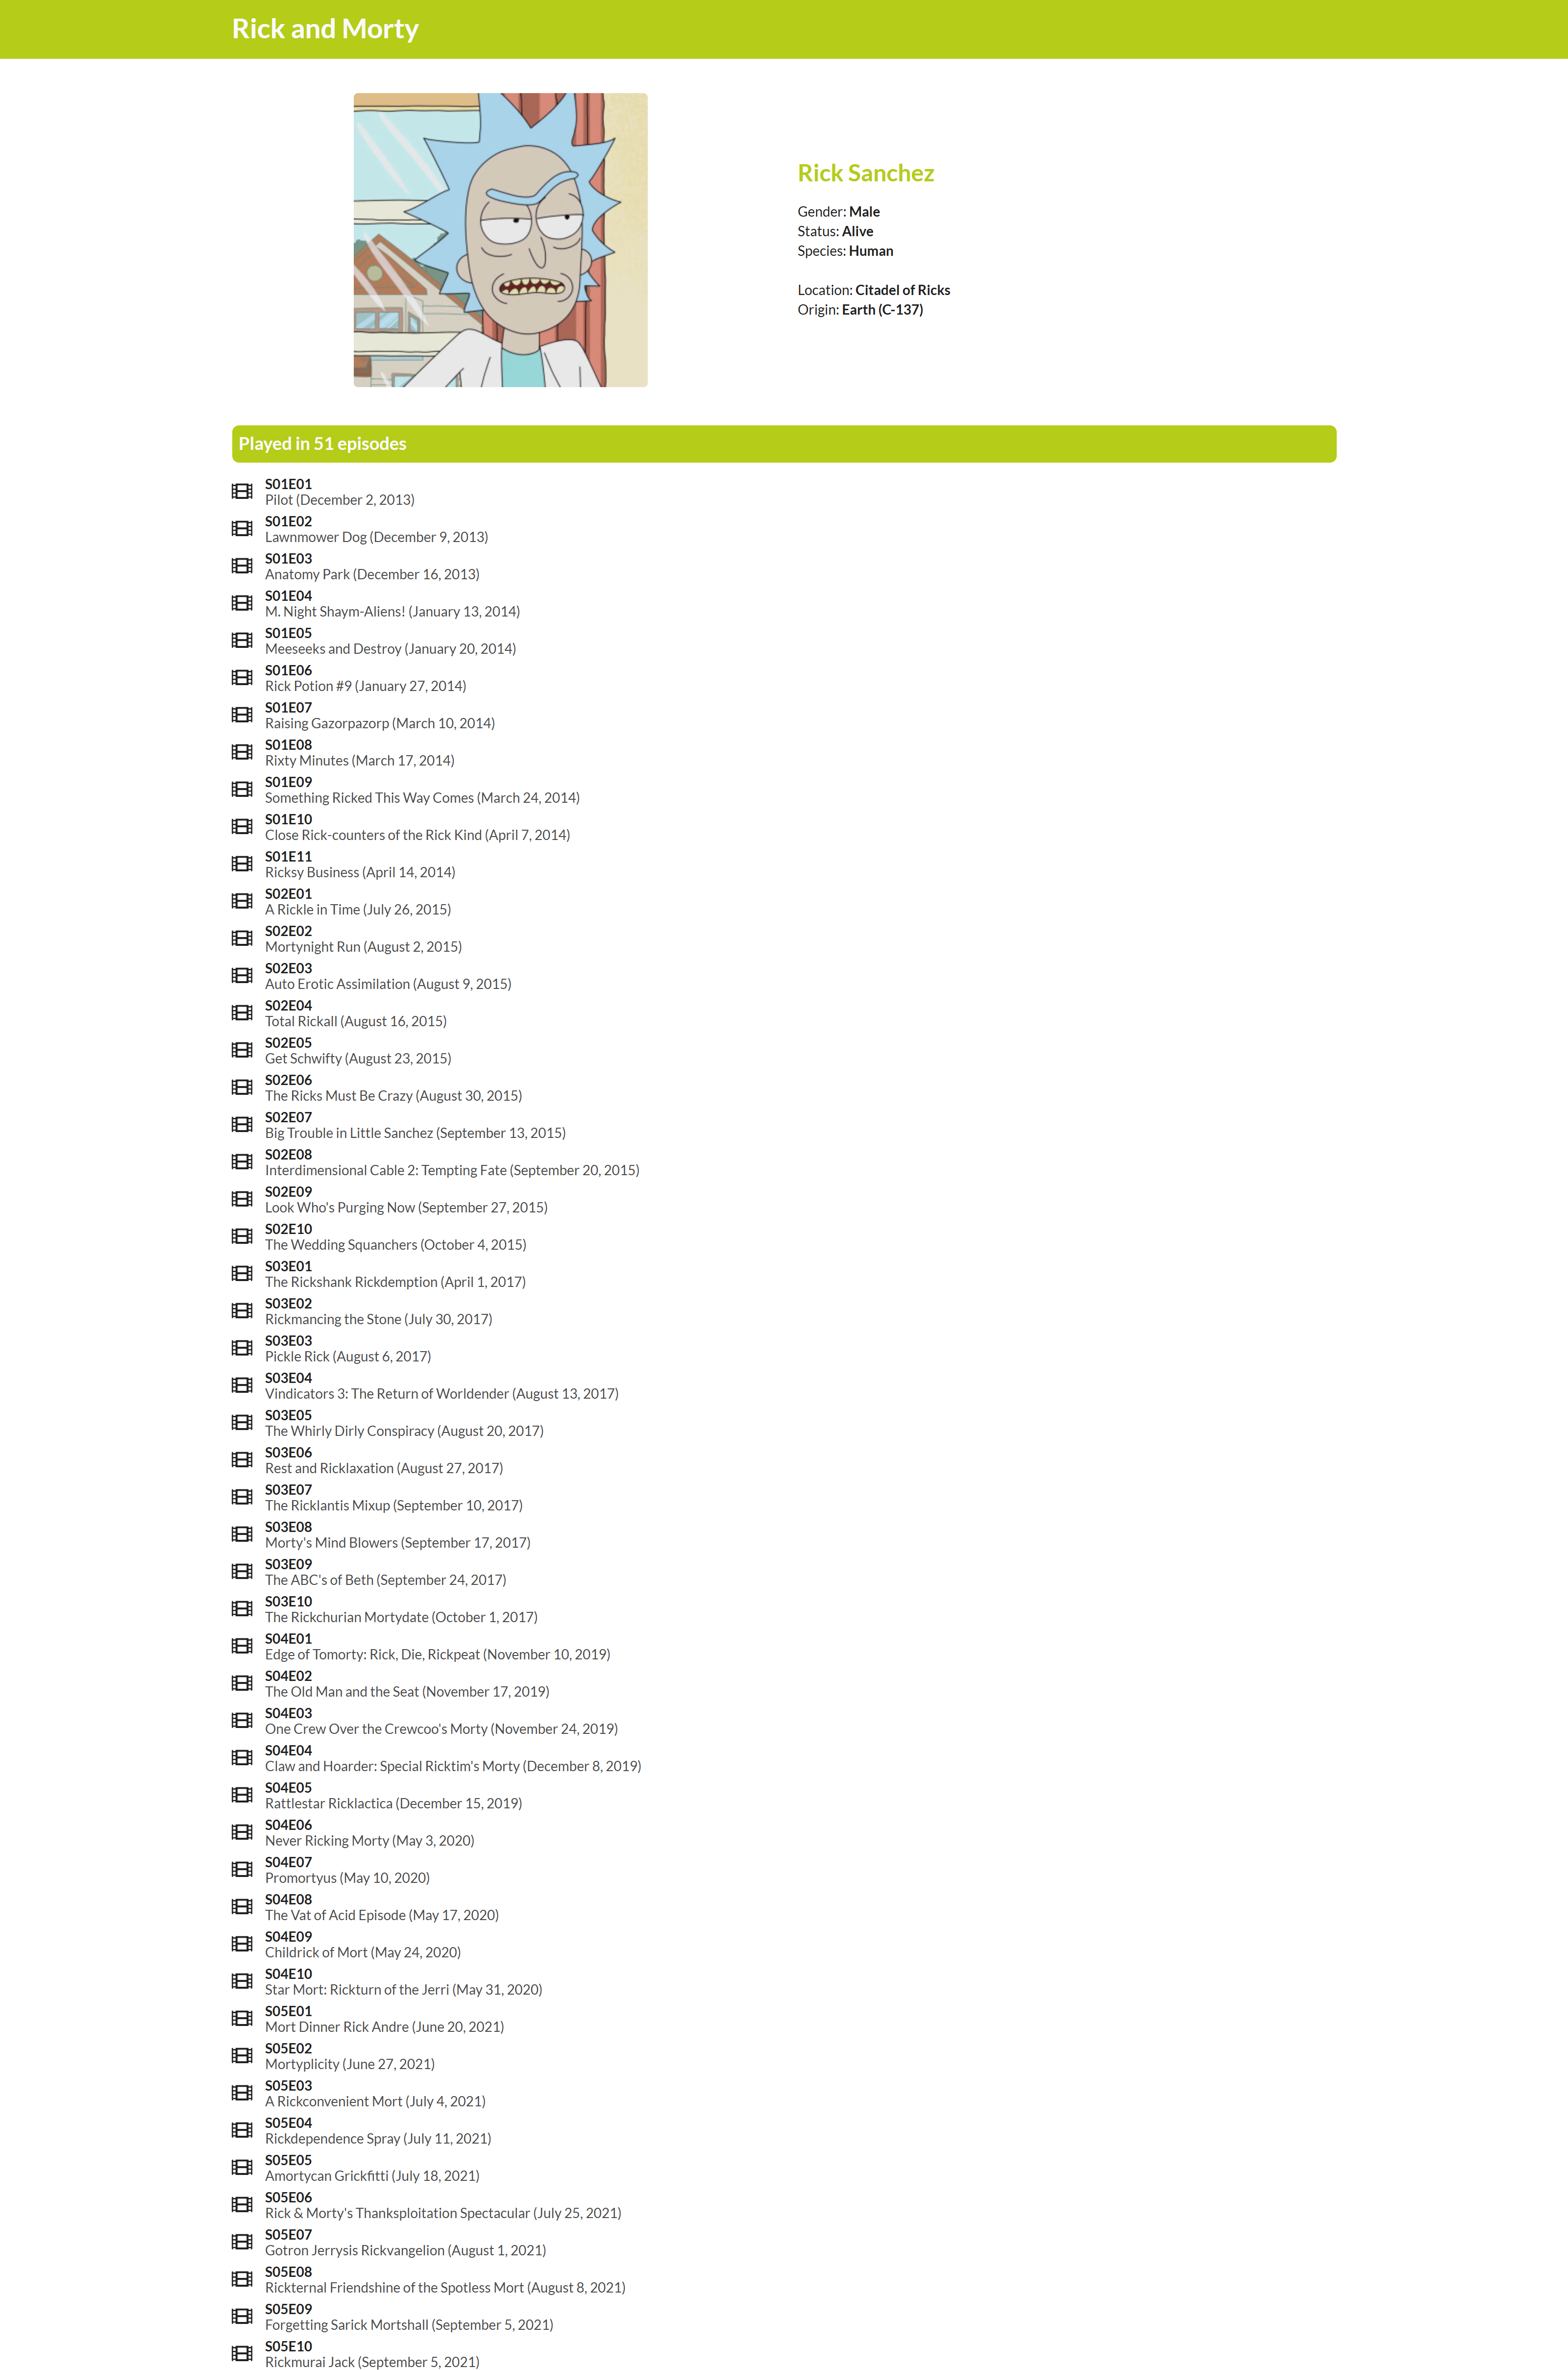 Rick and Morty
Rick Sanchez
Gender: Male
Status: Alive
Species: Human
Location: Citadel of Ricks
Origin: Earth (C-137)
Played in 51 episodes
S01E01
Pilot (December 2, 2013)
S01E02
Lawnmower Dog (December 9, 2013)
S01E03
Anatomy Park (December 16, 2013)
S01E04
M. Night Shaym-Aliens! (January 13, 2014)
S01E05
Meeseeks and Destroy (January 20, 2014)
S01E06
Rick Potion #9 (January 27, 2014)
S01E07
Raising Gazorpazorp (March 10, 2014)
S01E08
Rixty Minutes (March 17, 2014)
S01E09
Something Ricked This Way Comes (March 24, 2014)
S01E10
Close Rick-counters of the Rick Kind (April 7, 2014)
S01E11
Ricksy Business (April 14, 2014)
S02E01
A Rickle in Time (July 26, 2015)
S02E02
Mortynight Run (August 2, 2015)
S02E03
Auto Erotic Assimilation (August 9, 2015)
S02E04
Total Rickall (August 16, 2015)
S02E05
Get Schwifty (August 23, 2015)
S02E06
The Ricks Must Be Crazy (August 30, 2015)
S02E07
Big Trouble in Little Sanchez (September 13, 2015)
S02E08
Interdimensional Cable 2: Tempting Fate (September 20, 2015)
S02E09
Look Who's Purging Now (September 27, 2015)
S02E10
The Wedding Squanchers (October 4, 2015)
S03E01
The Rickshank Rickdemption (April 1, 2017)
S03E02
Rickmancing the Stone (July 30, 2017)
S03E03
Pickle Rick (August 6, 2017)
S03E04
Vindicators 3: The Return of Worldender (August 13, 2017)
S03E05
The Whirly Dirly Conspiracy (August 20, 2017)
S03E06
Rest and Ricklaxation (August 27, 2017)
S03E07
The Ricklantis Mixup (September 10, 2017)
S03E08
Morty's Mind Blowers (September 17, 2017)
S03E09
The ABC's of Beth (September 24, 2017)
S03E10
The Rickchurian Mortydate (October 1, 2017)
S04E01
Edge of Tomorty: Rick, Die, Rickpeat (November 10, 2019)
S04E02
The Old Man and the Seat (November 17, 2019)
S04E03
One Crew Over the Crewcoo's Morty (November 24, 2019)
S04E04
Claw and Hoarder: Special Ricktim's Morty (December 8, 2019)
S04E05
Rattlestar Ricklactica (December 15, 2019)
S04E06
Never Ricking Morty (May 3, 2020)
S04E07
Promortyus (May 10, 2020)
S04E08
The Vat of Acid Episode (May 17, 2020)
S04E09
Childrick of Mort (May 24, 2020)
S04E10
Star Mort: Rickturn of the Jerri (May 31, 2020)
S05E01
Mort Dinner Rick Andre (June 20, 2021)
S05E02
Mortyplicity (June 27, 2021)
S05E03
A Rickconvenient Mort (July 4, 2021)
S05E04
Rickdependence Spray (July 11, 2021)
S05E05
Amortycan Grickfitti (July 18, 2021)
S05E06
Rick & Morty's Thanksploitation Spectacular (July 25, 2021)
S05E07
Gotron Jerrysis Rickvangelion (August 1, 2021)
S05E08
Rickternal Friendshine of the Spotless Mort (August 8, 2021)
S05E09
Forgetting Sarick Mortshall (September 5, 2021)
S05E10
Rickmurai Jack (September 5, 2021)